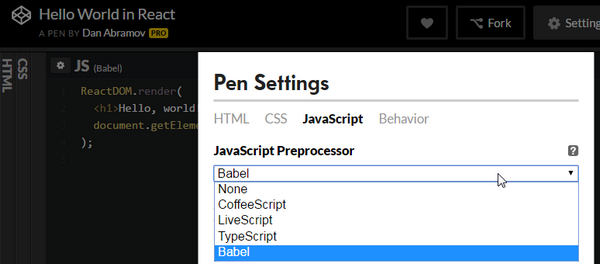 Hello World in React
A PEN BY Dan Abramov PRO
Fork
CSS
HTML
JS (Babel)
ReactDOM.render(
<h1>Hello, world
document.getEleme
);
Pen Settings
HTML CSS JavaScript Behavior
JavaScript Preprocessor ?
Babel
None
CoffeeScript
LiveScript
TypeScript
Babel